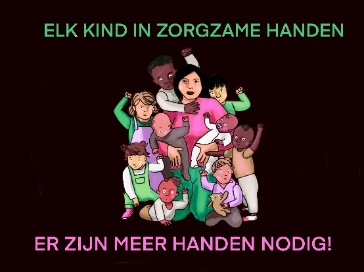 ELK KIND IN ZORGZAME HANDEN
ER ZIJN MEER HANDEN NODIG!